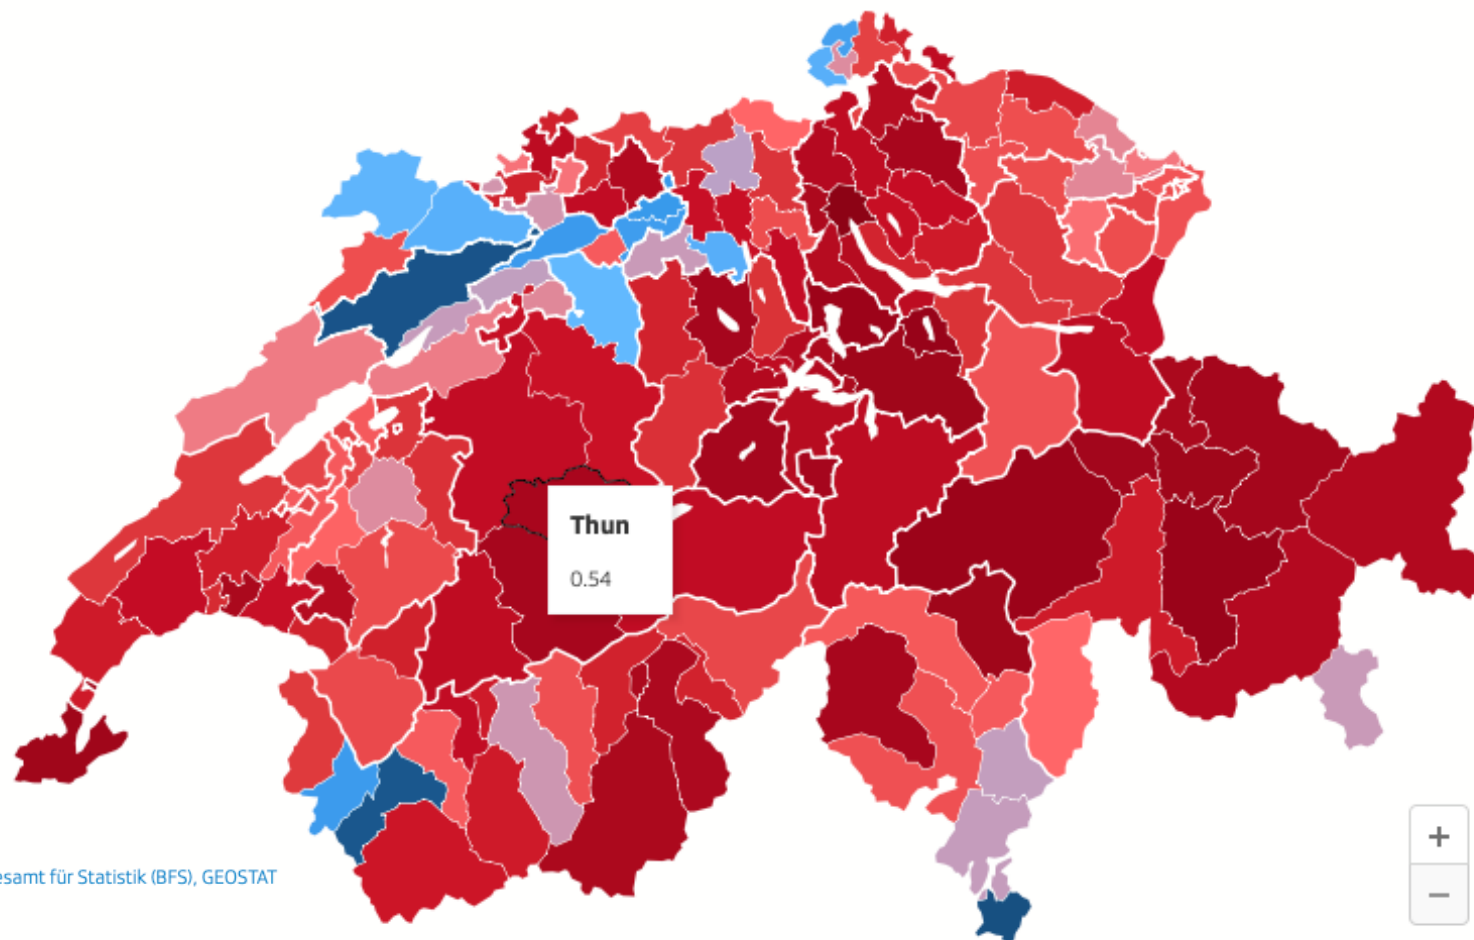 Thun
0.54
esamt für Statistik (BFS), GEOSTAT
+
−